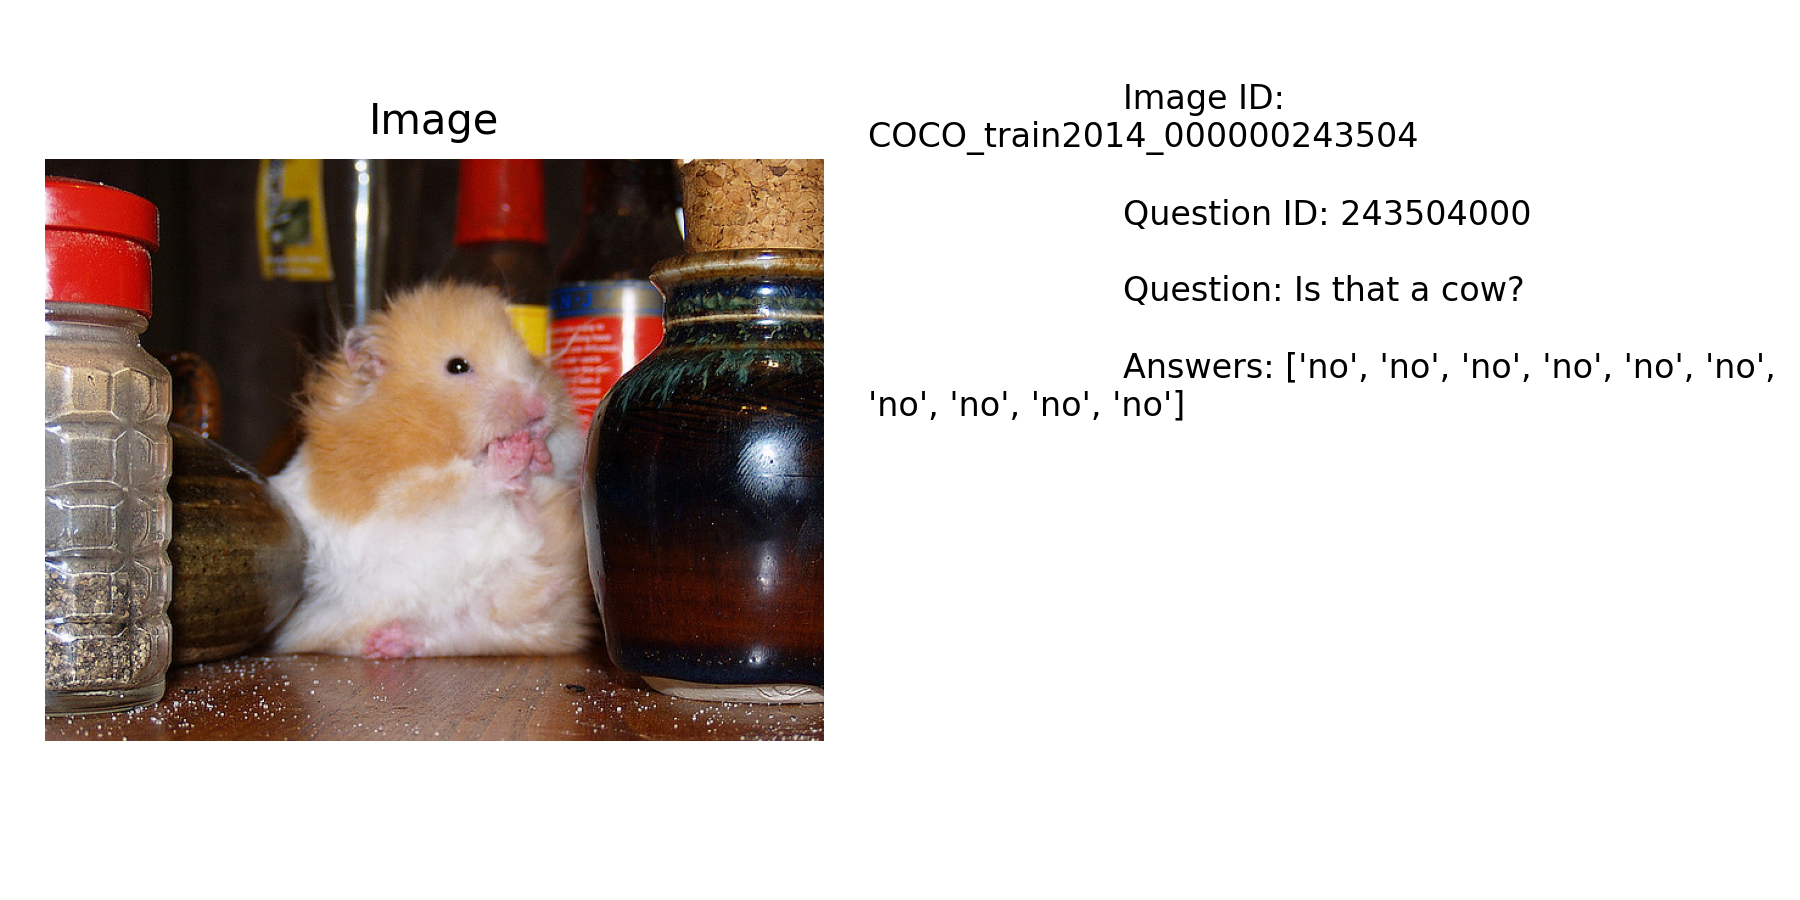 Image
Image ID:
COCO_train2014_000000243504
Question ID: 243504000
Question: Is that a cow?
Answers: ['no', 'no', 'no', 'no', 'no', 'no',
'no', 'no', 'no', 'no']